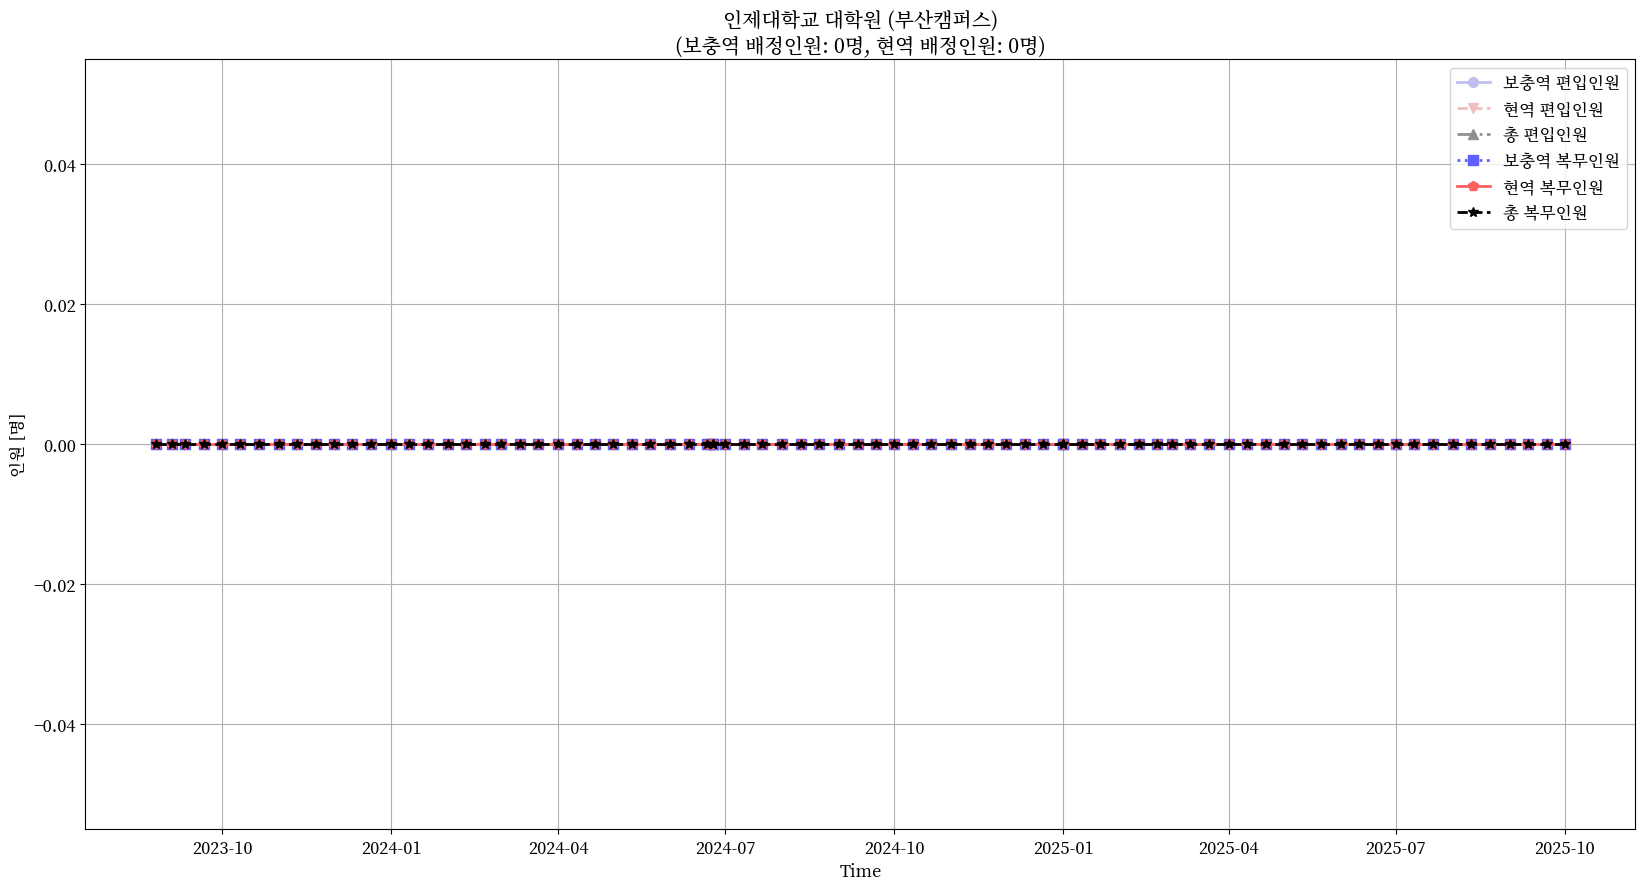 인제대학교 대학원 (부산캠퍼스)
(보충역 배정인원: 0명, 현역 배정인원: 0명)
보충역 편입인원
현역 편입인원
총 편입인원
보충역 복무인원
현역 복무인원
총 복무인원
0.04
0.02
0.00
−0.02
−0.04
인원 [명]
2023-10 2024-01 2024-04 2024-07 2024-10 2025-01 2025-04 2025-07 2025-10
Time